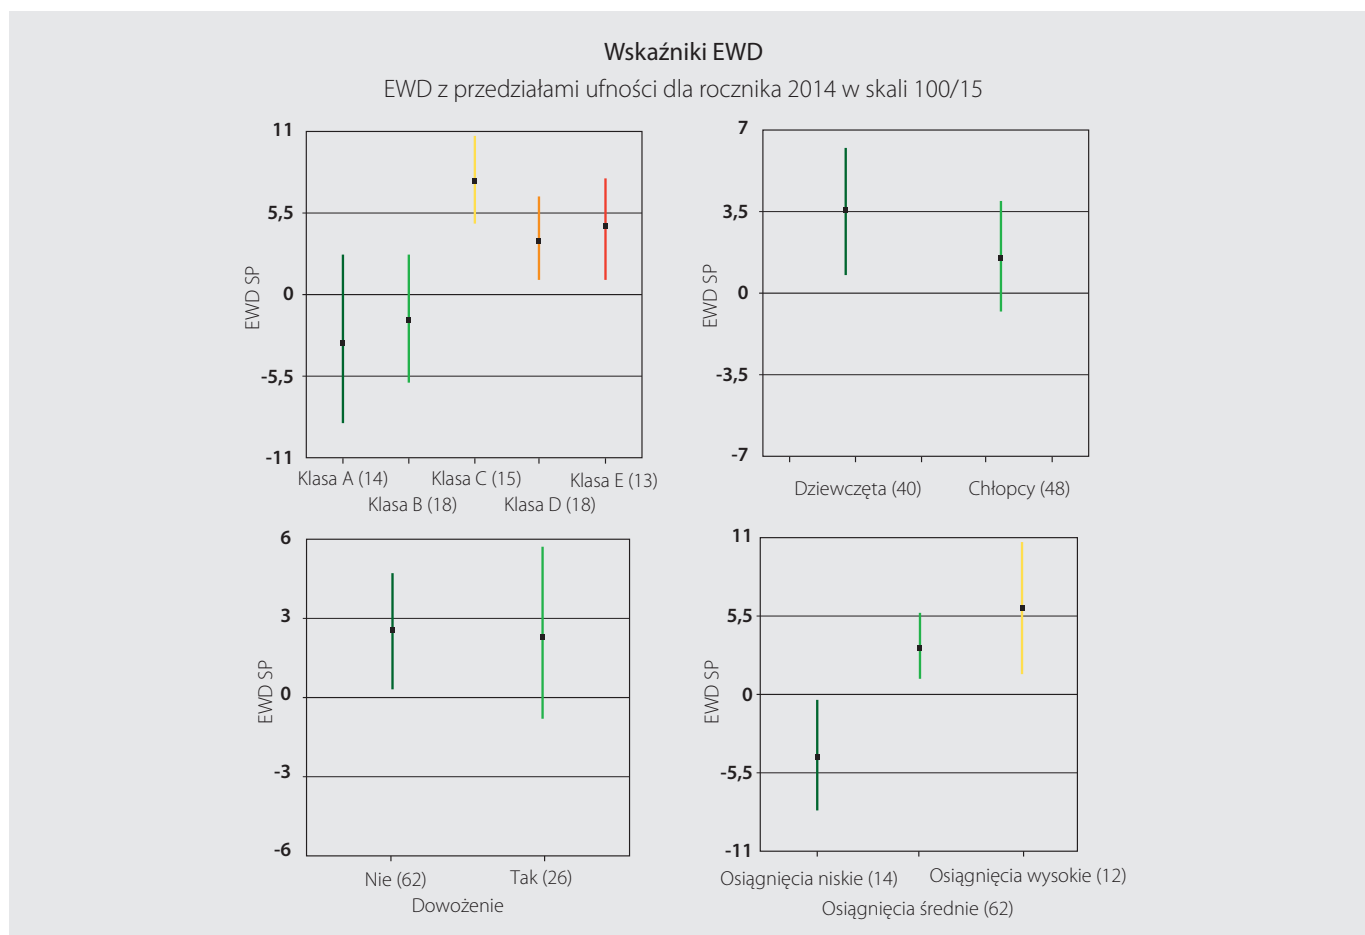 Wskaźniki EWD
EWD z przedziałami ufności dla rocznika 2014 w skali 100/15
11
5,5
0
-5,5
-11
EWD SP
Klasa A (14)
Klasa B (18)
Klasa C (15)
Klasa D (18)
Klasa E (13)
7
3,5
0
-3,5
-7
EWD SP
Dziewczęta (40)
Chłopcy (48)
6
3
0
-3
-6
EWD SP
Nie (62)
Tak (26)
Dowożenie
11
5,5
0
-5,5
-11
EWD SP
Osiągnięcia niskie (14)
Osiągnięcia wysokie (12)
Osiągnięcia średnie (62)